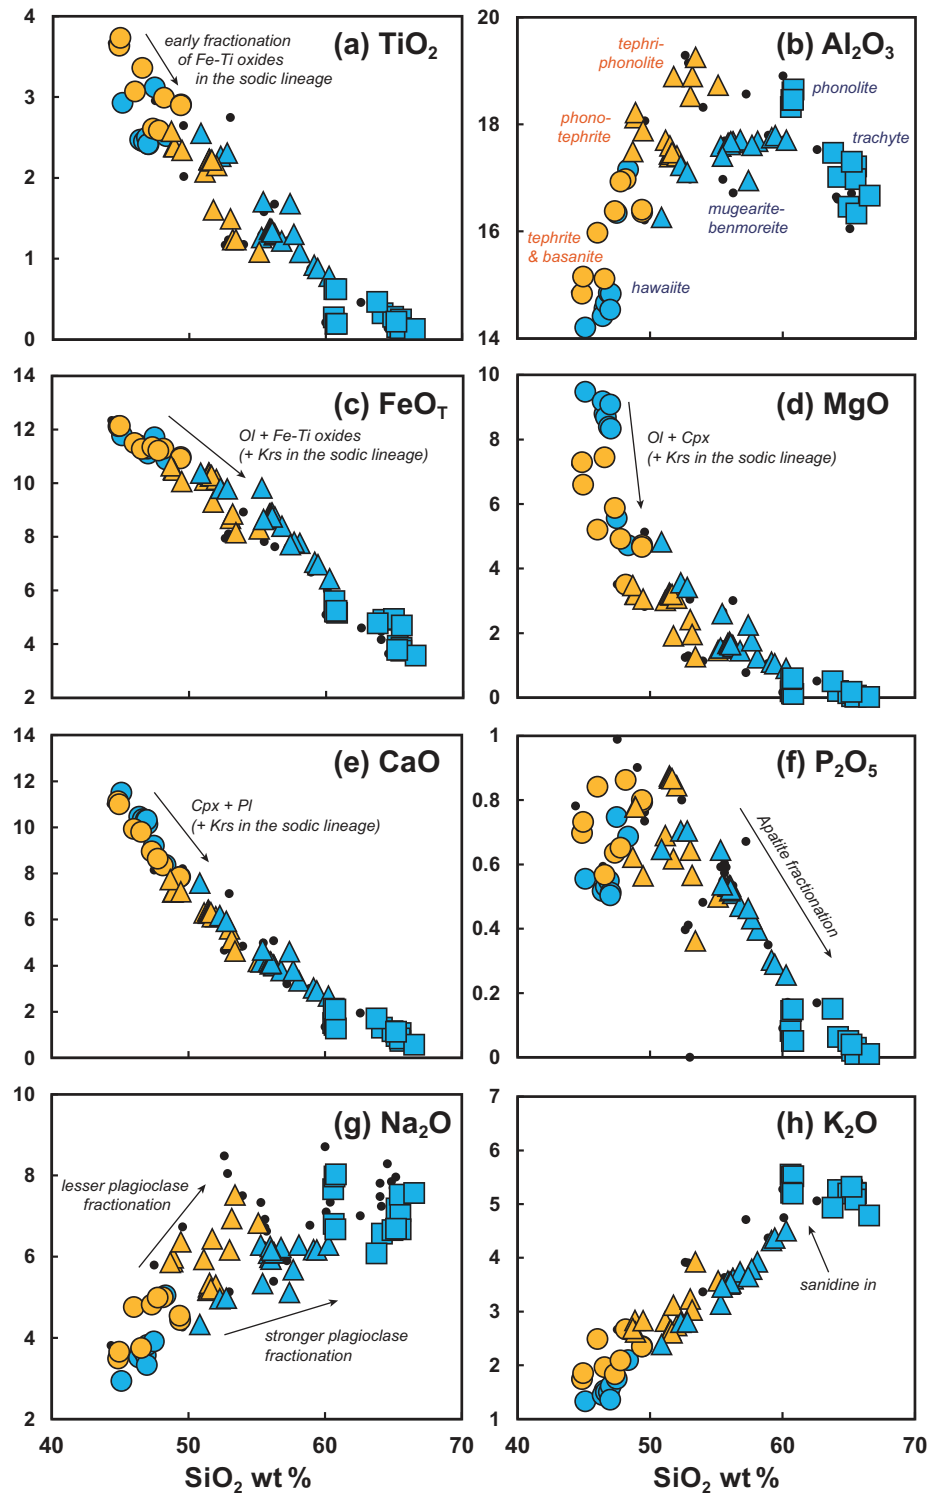 (a) TiO₂
early fractionation
of Fe-Ti oxides
in the sodic lineage
4
3
2
1
0
(b) Al₂O₃
tephri-
phonolite
phonolite
phono-
tephrite
trachyte
mugearite-
benmoreite
tephrite
& basanite
hawaiite
20
18
16
14
(c) FeO_T
Ol + Fe-Ti oxides
(+ Krs in the sodic lineage)
14
12
10
8
6
4
2
(d) MgO
Ol + Cpx
(+ Krs in the sodic lineage)
10
8
6
4
2
0
(e) CaO
Cpx + Pl
(+ Krs in the sodic lineage)
14
12
10
8
6
4
2
0
(f) P₂O₅
Apatite fractionation
1
0.8
0.6
0.4
0.2
0
(g) Na₂O
lesser plagioclase
fractionation
stronger plagioclase
fractionation
10
8
6
4
2
40 50 60 70
SiO₂ wt %
(h) K₂O
sanidine in
7
6
5
4
3
2
1
40 50 60 70
SiO₂ wt %